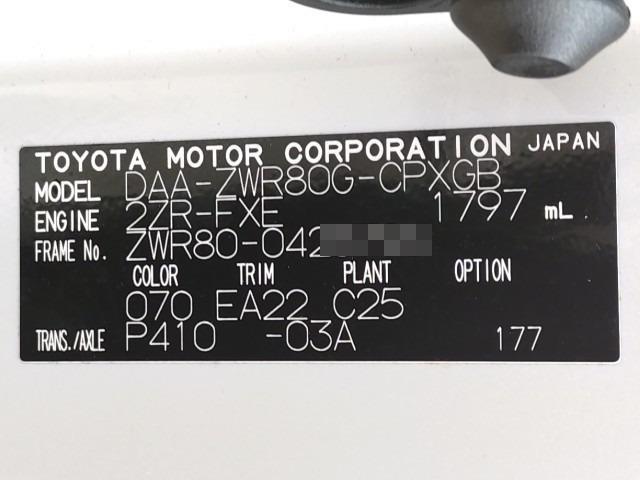 TOYOTA MOTOR CORPORATION JAPAN
MODEL DAA-ZWR80G-CPXGB
ENGINE 2ZR-FXE 1797 mL
FRAME No. ZWR80-042
COLOR TRIM PLANT OPTION
070 EA22 C25
TRANS./AXLE P410 -03A 177